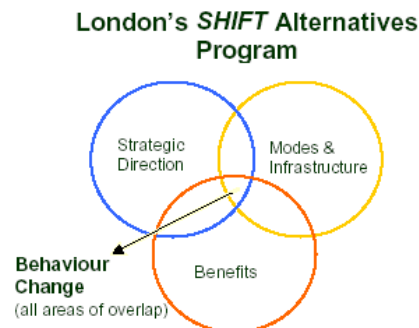 London's SHIFT Alternatives
Program
Strategic
Direction
Modes &
Infrastructure
Behaviour
Change
(all areas of overlap)
Benefits